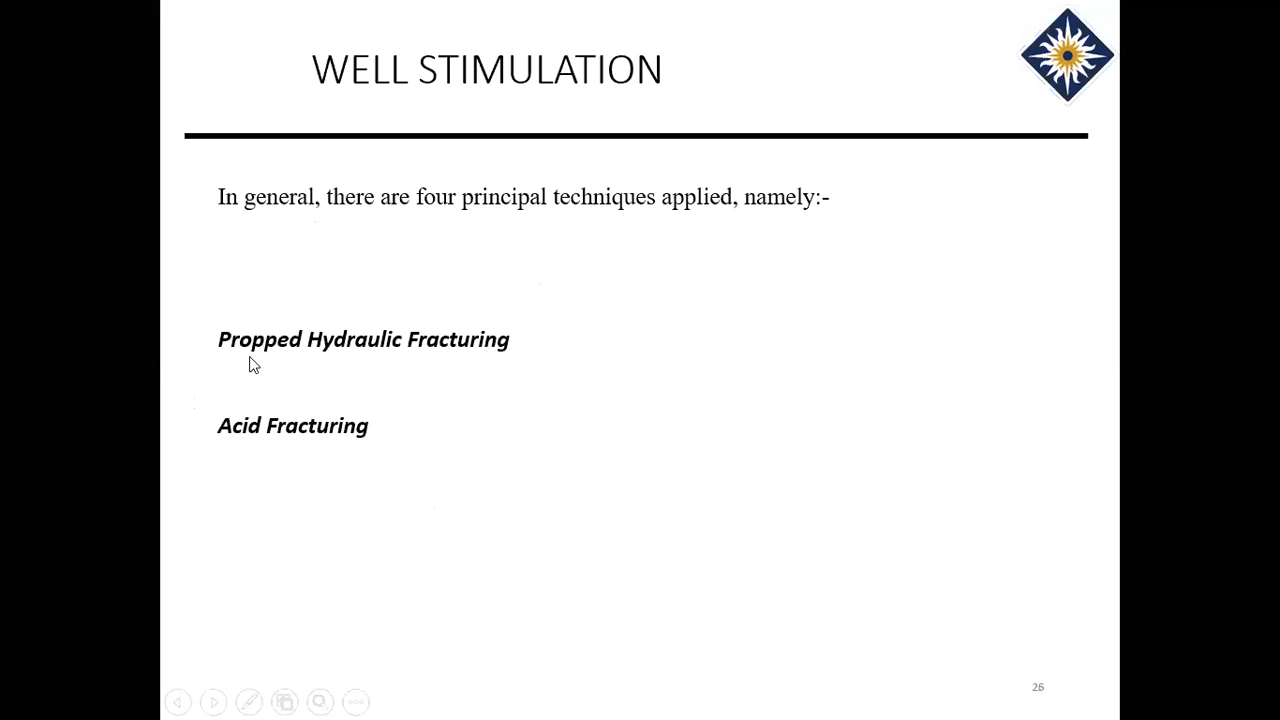 WELL STIMULATION
In general, there are four principal techniques applied, namely:-
Propped Hydraulic Fracturing
Acid Fracturing
26